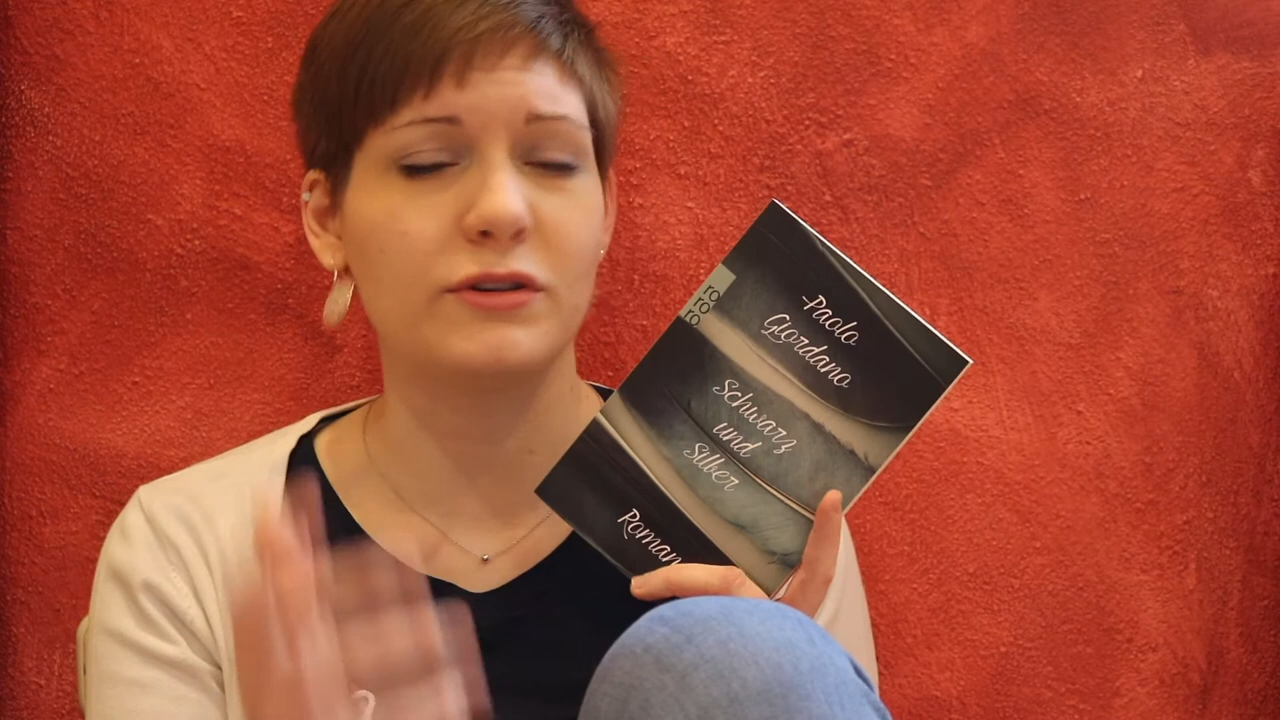 ro
ro
ro
Paolo
Giordano
Schwarz
und
Silber
Roman